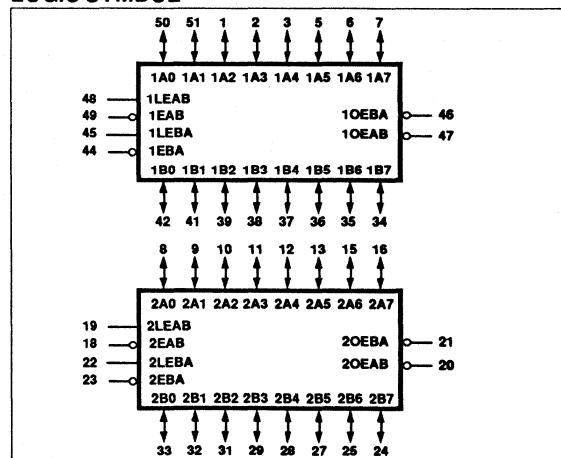 50 51 1 2 3 5 6 7
1A0 1A1 1A2 1A3 1A4 1A5 1A6 1A7
48 1LEAB
49 1EAB 1OEBA 46
45 1LEBA 1OEAB 47
44 1EBA
1B0 1B1 1B2 1B3 1B4 1B5 1B6 1B7
42 41 39 38 37 36 35 34
8 9 10 11 12 13 15 16
2A0 2A1 2A2 2A3 2A4 2A5 2A6 2A7
19 2LEAB
18 2EAB 2OEBA 21
22 2LEBA 2OEAB 20
23 2EBA
2B0 2B1 2B2 2B3 2B4 2B5 2B6 2B7
33 32 31 29 28 27 25 24